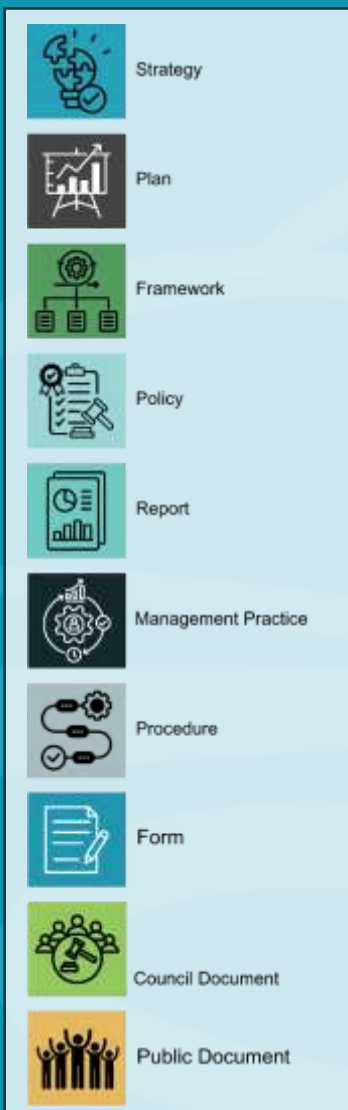 Strategy
Plan
Framework
Policy
Report
Management Practice
Procedure
Form
Council Document
Public Document